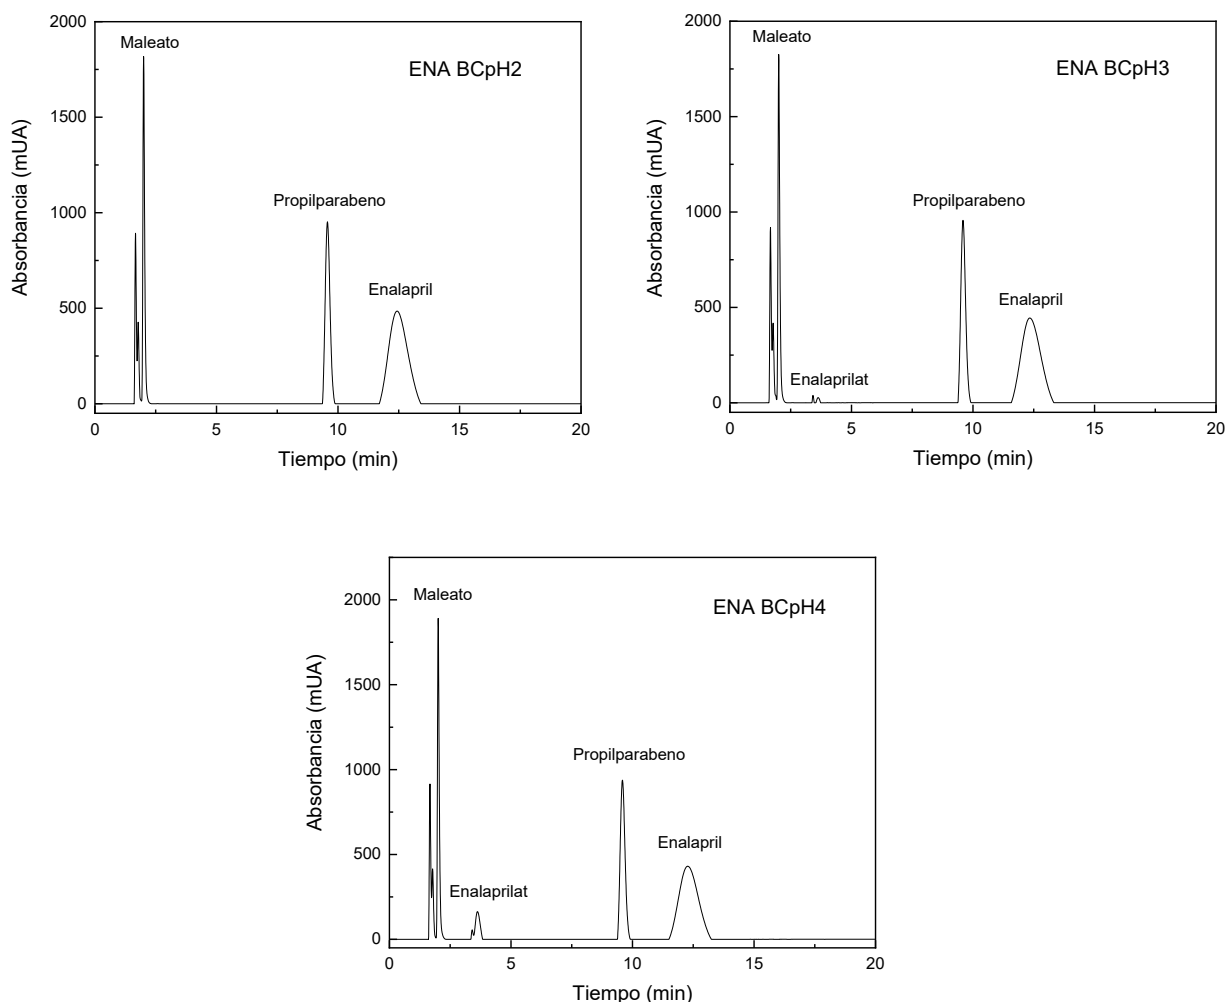 2000
1500
1000
500
0
0
5
10
15
20
Absorbancia (mUA)
Tiempo (min)
Maleato
ENA BCpH2
Propilparabeno
Enalapril
2000
1500
1000
500
0
0
5
10
15
20
Absorbancia (mUA)
Tiempo (min)
Maleato
ENA BCpH3
Propilparabeno
Enalapril
Enalaprilat
2000
1500
1000
500
0
0
5
10
15
20
Absorbancia (mUA)
Tiempo (min)
Maleato
ENA BCpH4
Propilparabeno
Enalapril
Enalaprilat